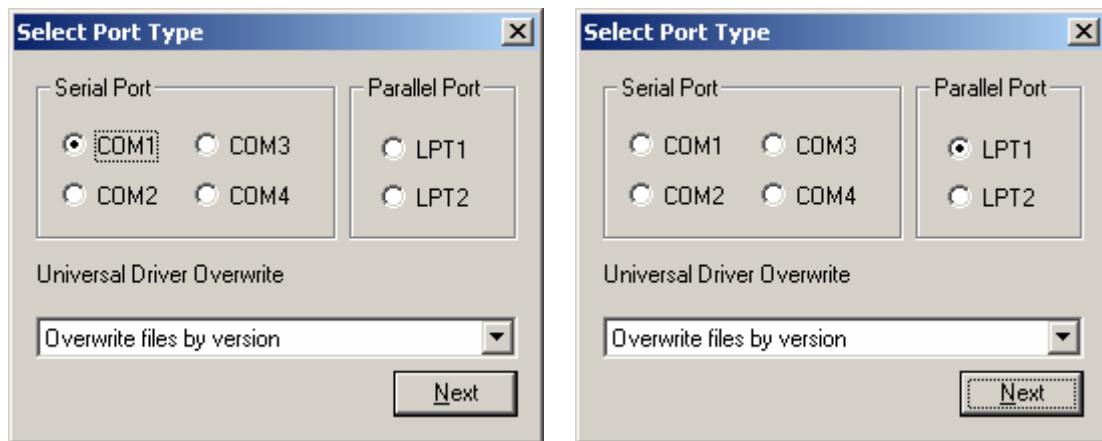 Select Port Type
Serial Port
Parallel Port
COM1 COM3
LPT1
COM2 COM4
LPT2
Universal Driver Overwrite
Overwrite files by version
Next
Select Port Type
Serial Port
Parallel Port
COM1 COM3
LPT1
COM2 COM4
LPT2
Universal Driver Overwrite
Overwrite files by version
Next